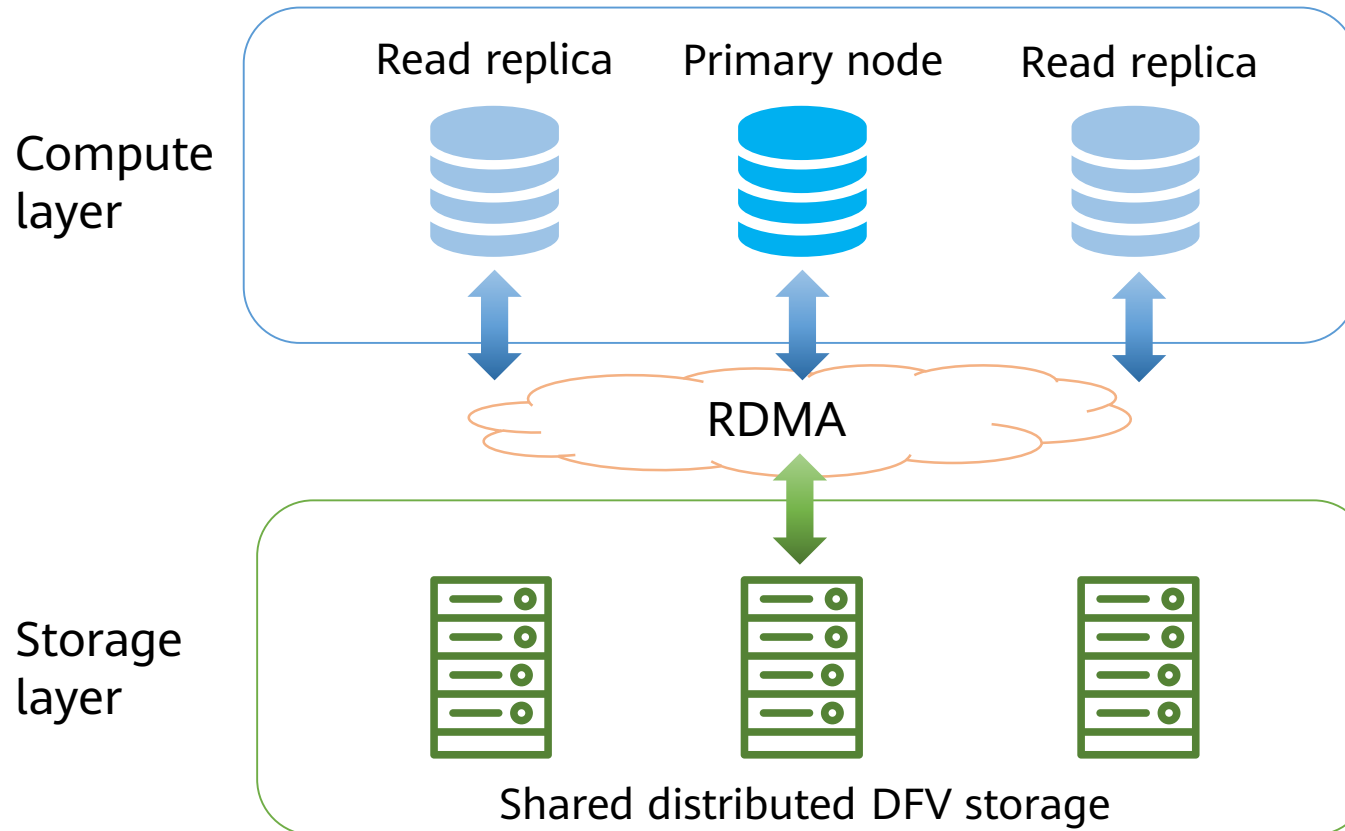 Read replica
Primary node
Read replica
Compute
layer
RDMA
Storage
layer
Shared distributed DFV storage